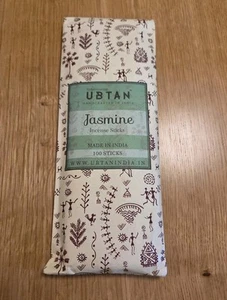 UBTAN
Jasmine
Incense Sticks
MADE IN INDIA
100 STICKS
WWW.UBTANINDIA.IN